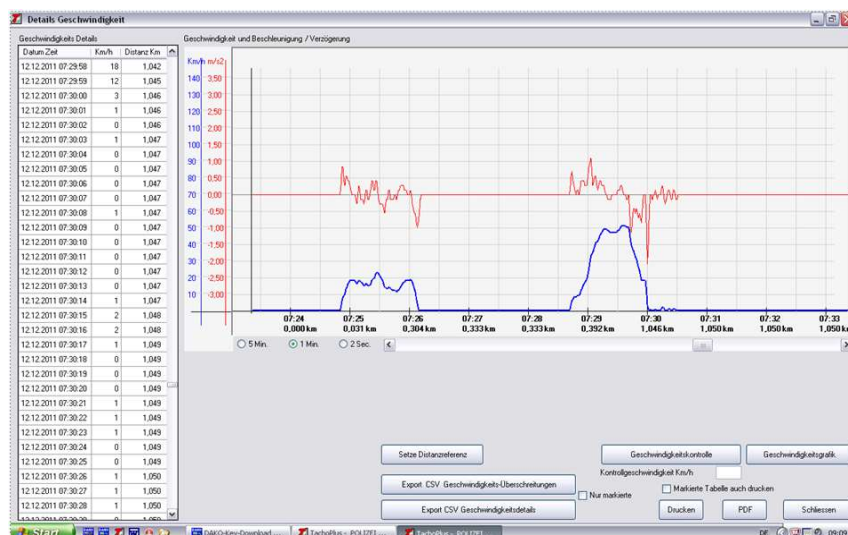 Details Geschwindigkeit
Geschwindigkeits Details
Geschwindigkeit und Beschleunigung / Verzögerung
Datum Zeit Km/h Distanz Km
12.12.2011 07:29:58 18 1,042
12.12.2011 07:29:59 12 1,045
12.12.2011 07:30:00 3 1,046
12.12.2011 07:30:01 1 1,046
12.12.2011 07:30:02 0 1,046
12.12.2011 07:30:03 1 1,047
12.12.2011 07:30:04 0 1,047
12.12.2011 07:30:05 0 1,047
12.12.2011 07:30:06 0 1,047
12.12.2011 07:30:07 0 1,047
12.12.2011 07:30:08 1 1,047
12.12.2011 07:30:09 0 1,047
12.12.2011 07:30:10 0 1,047
12.12.2011 07:30:11 0 1,047
12.12.2011 07:30:12 0 1,047
12.12.2011 07:30:13 0 1,047
12.12.2011 07:30:14 1 1,047
12.12.2011 07:30:15 2 1,048
12.12.2011 07:30:16 2 1,048
12.12.2011 07:30:17 1 1,049
12.12.2011 07:30:18 0 1,049
12.12.2011 07:30:19 0 1,049
12.12.2011 07:30:20 0 1,049
12.12.2011 07:30:21 1 1,049
12.12.2011 07:30:22 1 1,049
12.12.2011 07:30:23 1 1,049
12.12.2011 07:30:24 0 1,049
12.12.2011 07:30:25 0 1,049
12.12.2011 07:30:26 1 1,050
12.12.2011 07:30:27 1 1,050
12.12.2011 07:30:28 1 1,050
Km/h m/s2
140 3,50
130 3,00
120 2,50
110 2,00
100 1,50
90 1,00
80 0,50
70 0,00
60 -0,50
50 -1,00
40 -1,50
30 -2,00
20 -2,50
10 -3,00
07:24 07:25 07:26 07:27 07:28 07:29 07:30 07:31 07:32 07:33
0,000 km 0,031 km 0,304 km 0,333 km 0,333 km 0,392 km 1,046 km 1,050 km 1,050 km 1,050 k
5 Min. 1 Min. 2 Sec.
Setze Distanzreferenz
Geschwindigkeitskontrolle
Geschwindigkeitsgrafik
Kontrollgeschwindigkeit Km/h
Export CSV Geschwindigkeits-Überschreitungen
Nur markierte
Markierte Tabelle auch drucken
Export CSV Geschwindigkeitsdetails
Drucken
PDF
Schliessen
Start
DAKO-Key-Download ...
TachoPlus - POLIZEI ...
TachoPlus - POLIZEI ...
DE
09:09